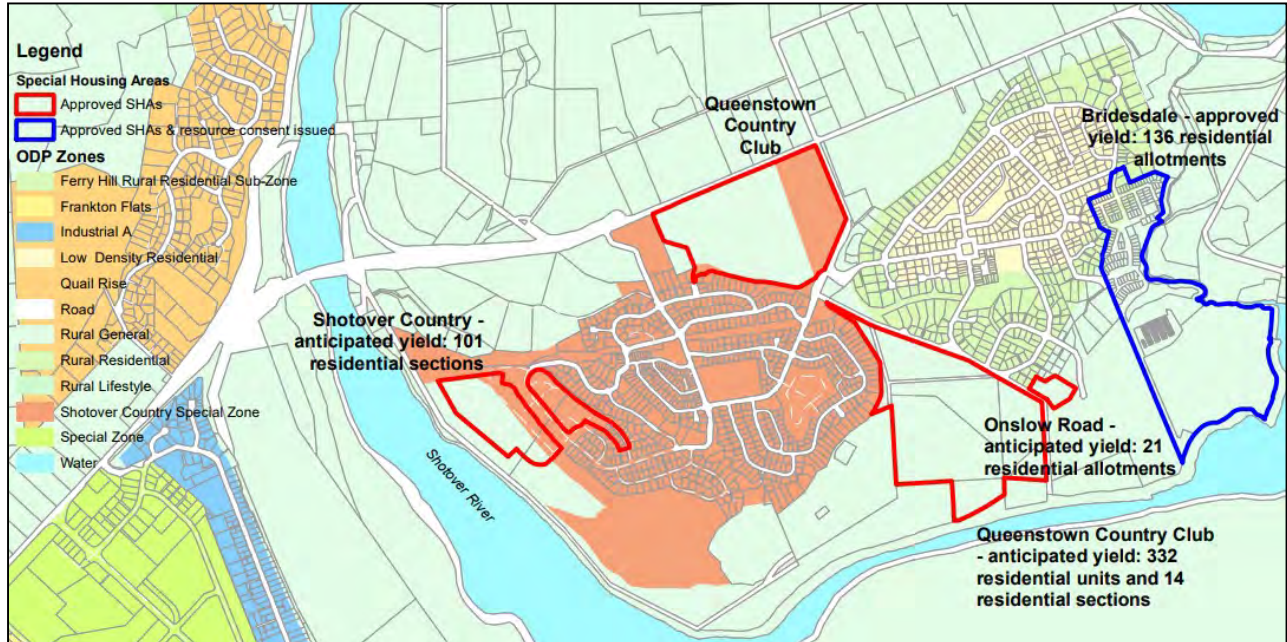 Legend
Special Housing Areas
Approved SHAs
Approved SHAs & resource consent issued
ODP Zones
Ferry Hill Rural Residential Sub-Zone
Frankton Flats
Industrial A
Low Density Residential
Quail Rise
Road
Rural General
Rural Residential
Rural Lifestyle
Shotover Country Special Zone
Special Zone
Water
Queenstown
Country
Club
Bridesdale - approved
yield: 136 residential
allotments
Shotover Country -
anticipated yield: 101
residential sections
Shotover River
Onslow Road -
anticipated yield: 21
residential allotments
Queenstown Country Club
- anticipated yield: 332
residential units and 14
residential sections